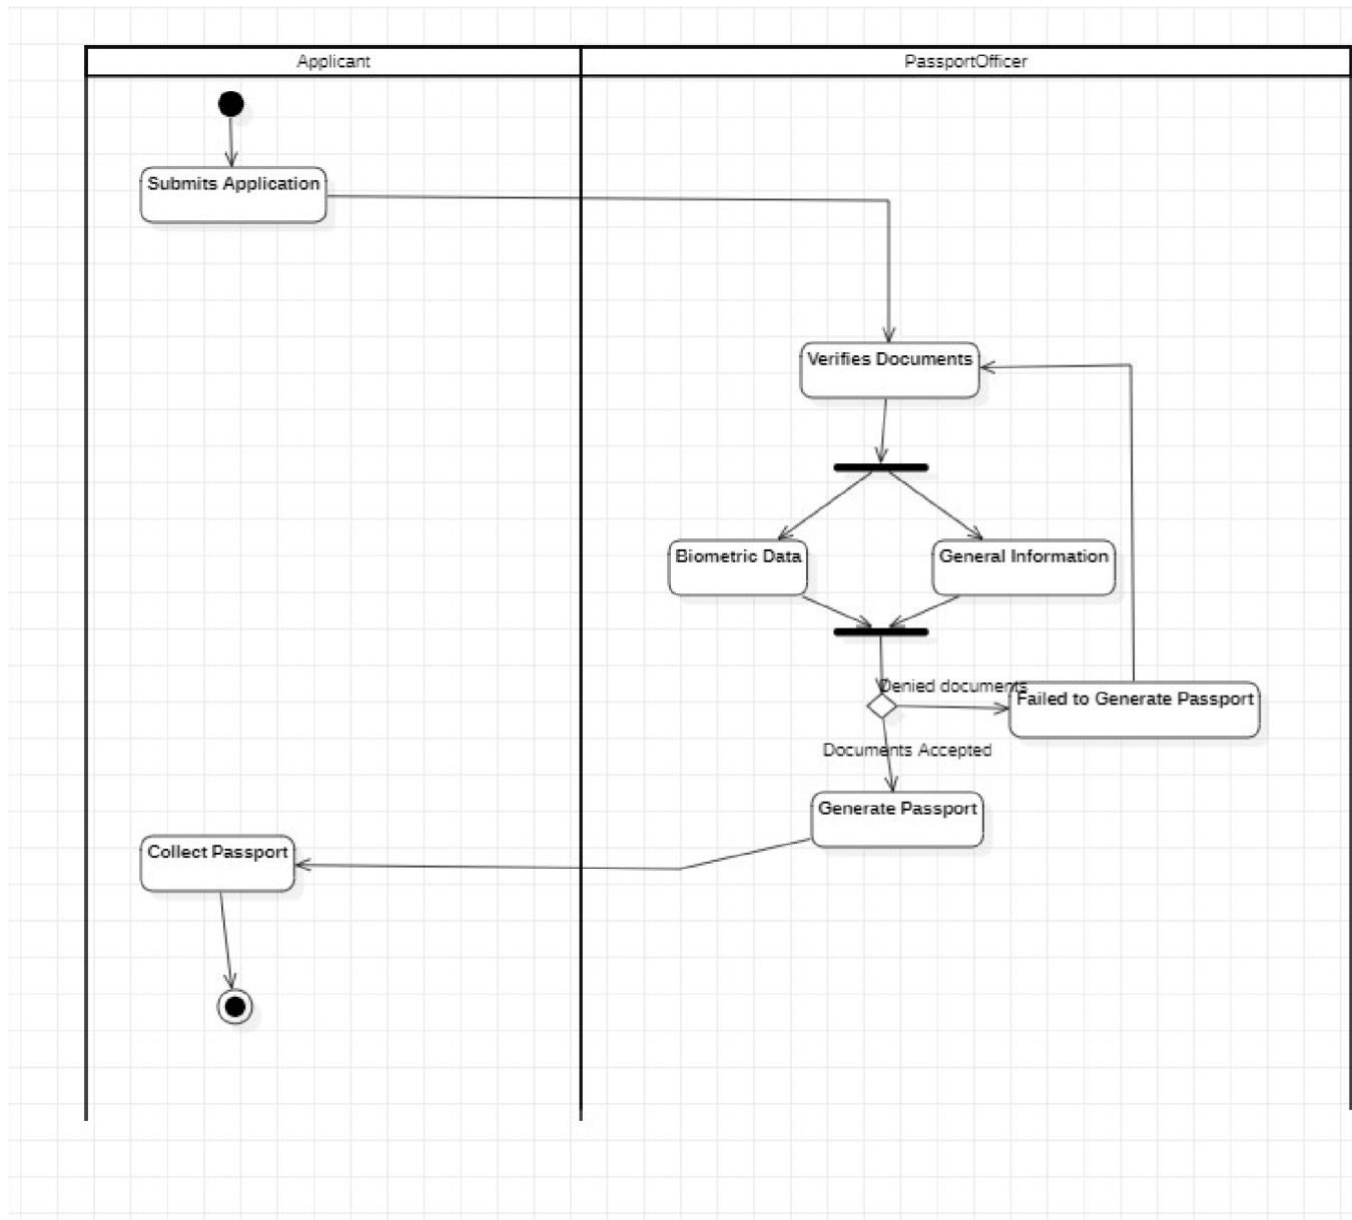 Applicant
PassportOfficer
Submits Application
Verifies Documents
Biometric Data
General Information
Denied documents
Failed to Generate Passport
Documents Accepted
Generate Passport
Collect Passport